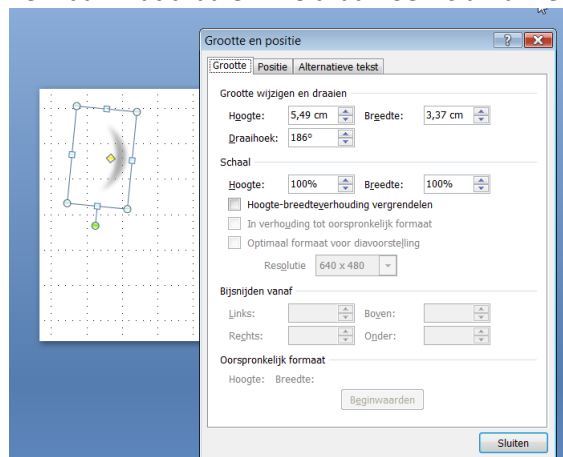 Grootte en positie
Grootte Positie Alternatieve tekst
Grootte wijzigen en draaien
Hoogte: 5,49 cm Breedte: 3,37 cm
Draaihoek: 186°
Schaal
Hoogte: 100% Breedte: 100%
Hoogte-breedteverhouding vergrendelen
In verhouding tot oorspronkelijk formaat
Optimaal formaat voor diavoorstelling
Resolutie 640 x 480
Bijsnijden vanaf
Links: Boven:
Rechts: Onder:
Oorspronkelijk formaat
Hoogte: Breedte:
Beginwaarden
Sluiten